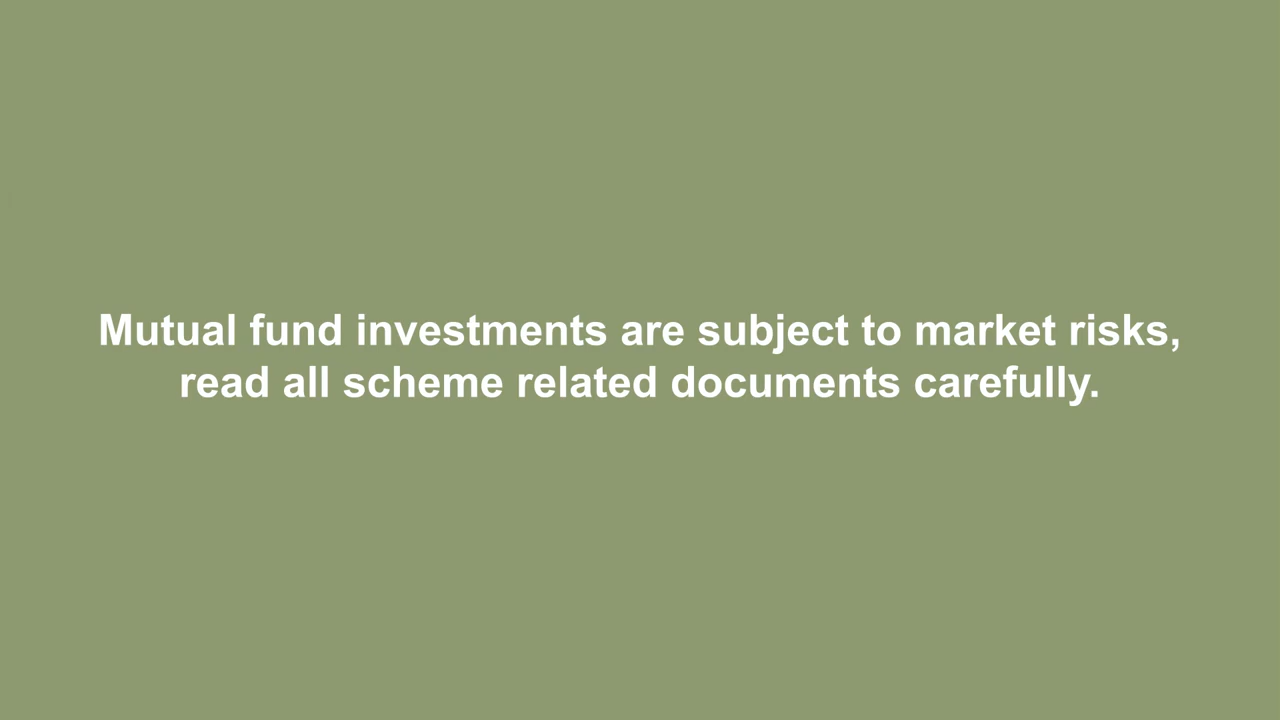 Mutual fund investments are subject to market risks,
read all scheme related documents carefully.